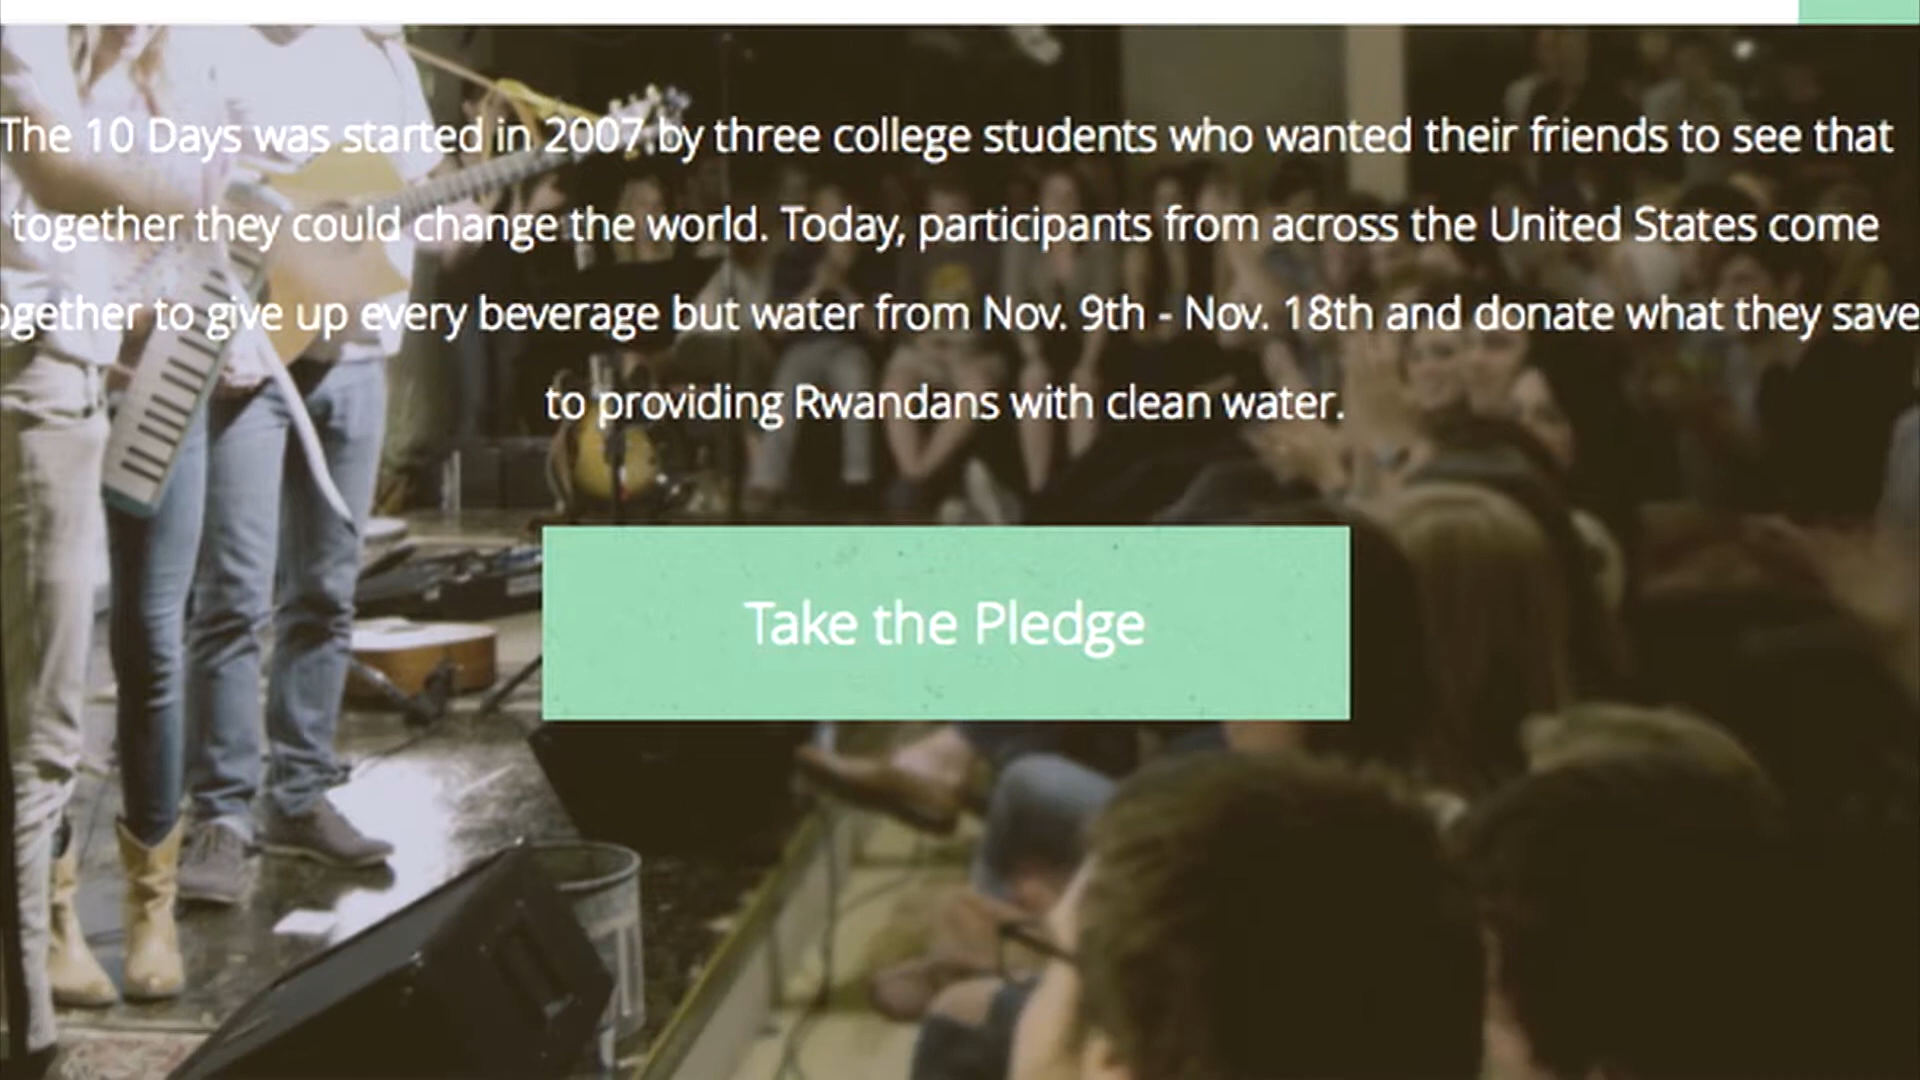 The 10 Days was started in 2007 by three college students who wanted their friends to see that
together they could change the world. Today, participants from across the United States come
ogether to give up every beverage but water from Nov. 9th - Nov. 18th and donate what they save
to providing Rwandans with clean water.
Take the Pledge